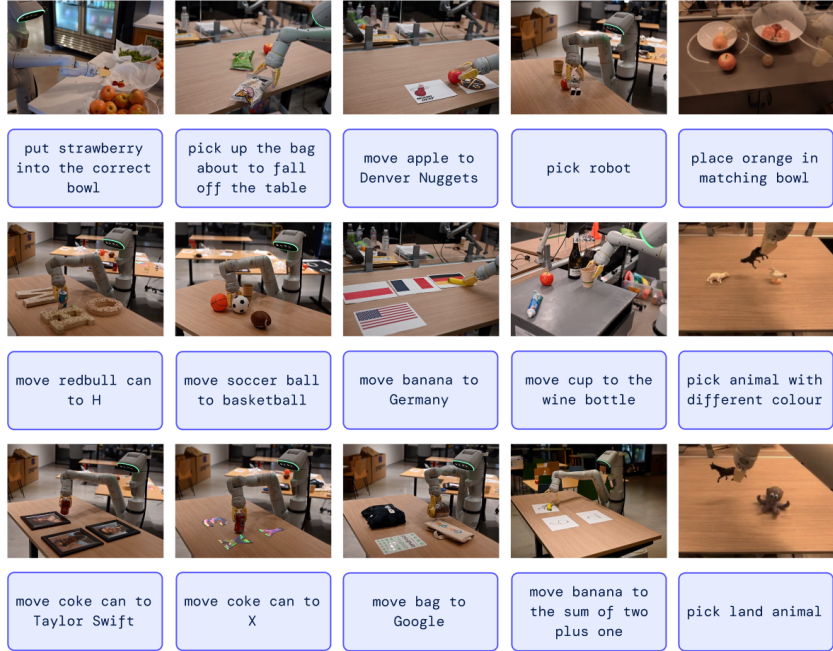 put strawberry
into the correct
bowl
pick up the bag
about to fall
off the table
move apple to
Denver Nuggets
pick robot
place orange in
matching bowl
move redbull can
to H
move soccer ball
to basketball
move banana to
Germany
move cup to the
wine bottle
pick animal with
different colour
move coke can to
Taylor Swift
move coke can to
X
move bag to
Google
move banana to
the sum of two
plus one
pick land animal